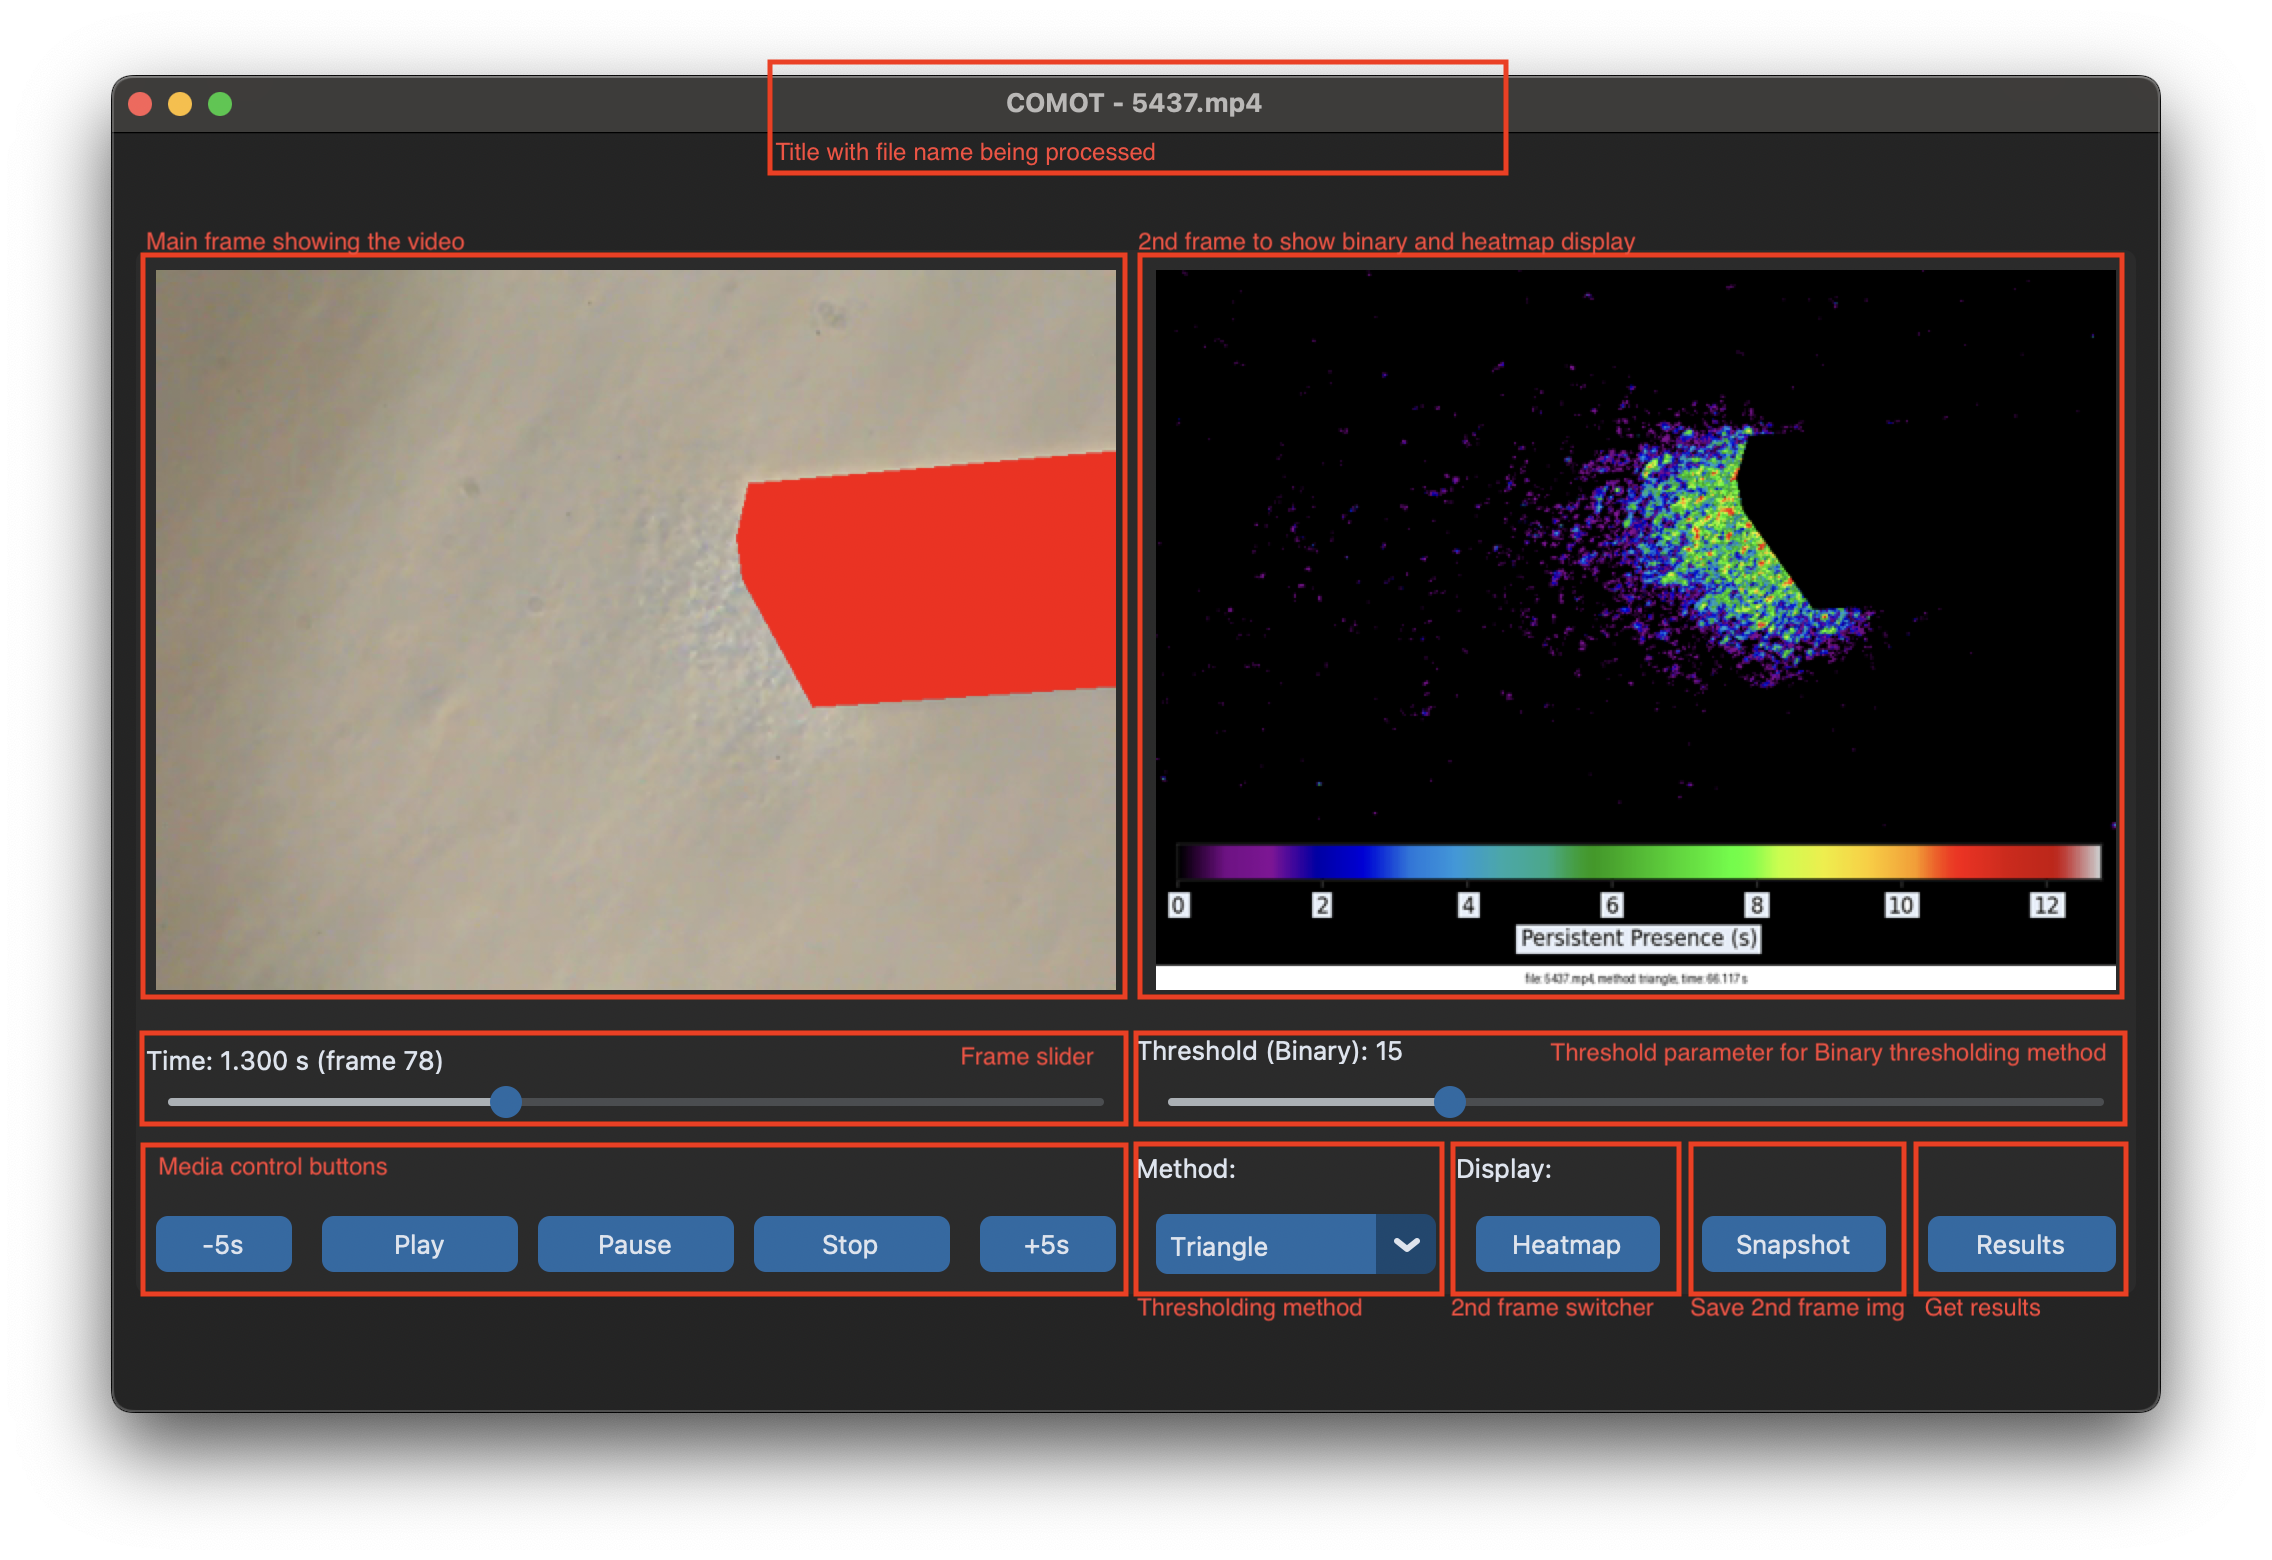 COMOT - 5437.mp4
Title with file name being processed
Main frame showing the video
2nd frame to show binary and heatmap display
0 2 4 6 8 10 12
Persistent Presence (s)
file: 5437.mp4, method: triangle, time: 66.117 s
Time: 1.300 s (frame 78)
Frame slider
Threshold (Binary): 15
Threshold parameter for Binary thresholding method
Media control buttons
-5s
Play
Pause
Stop
+5s
Method:
Triangle
Thresholding method
Display:
Heatmap
2nd frame switcher
Snapshot
Save 2nd frame img
Results
Get results